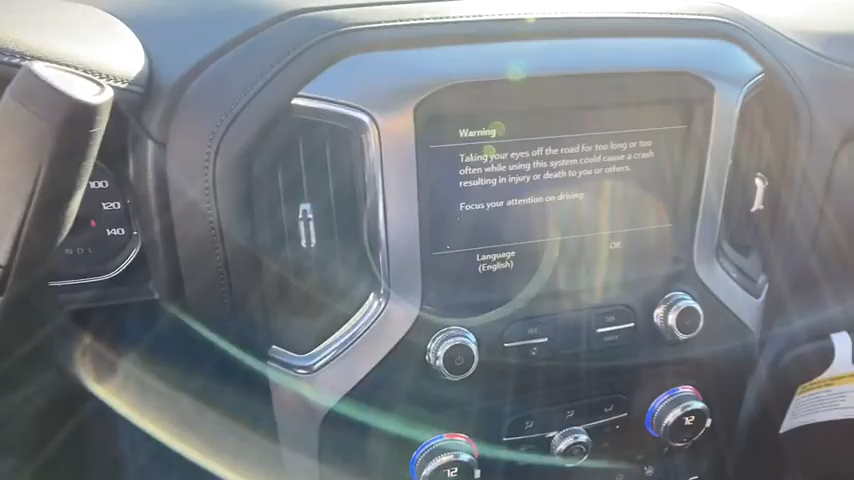 Warning
Taking your eyes off the road for too long or too
often while using this system could cause a crash
resulting in injury or death to you or others.
Focus your attention on driving
Language
(English)
OK
100
120
140
N D L
72
72